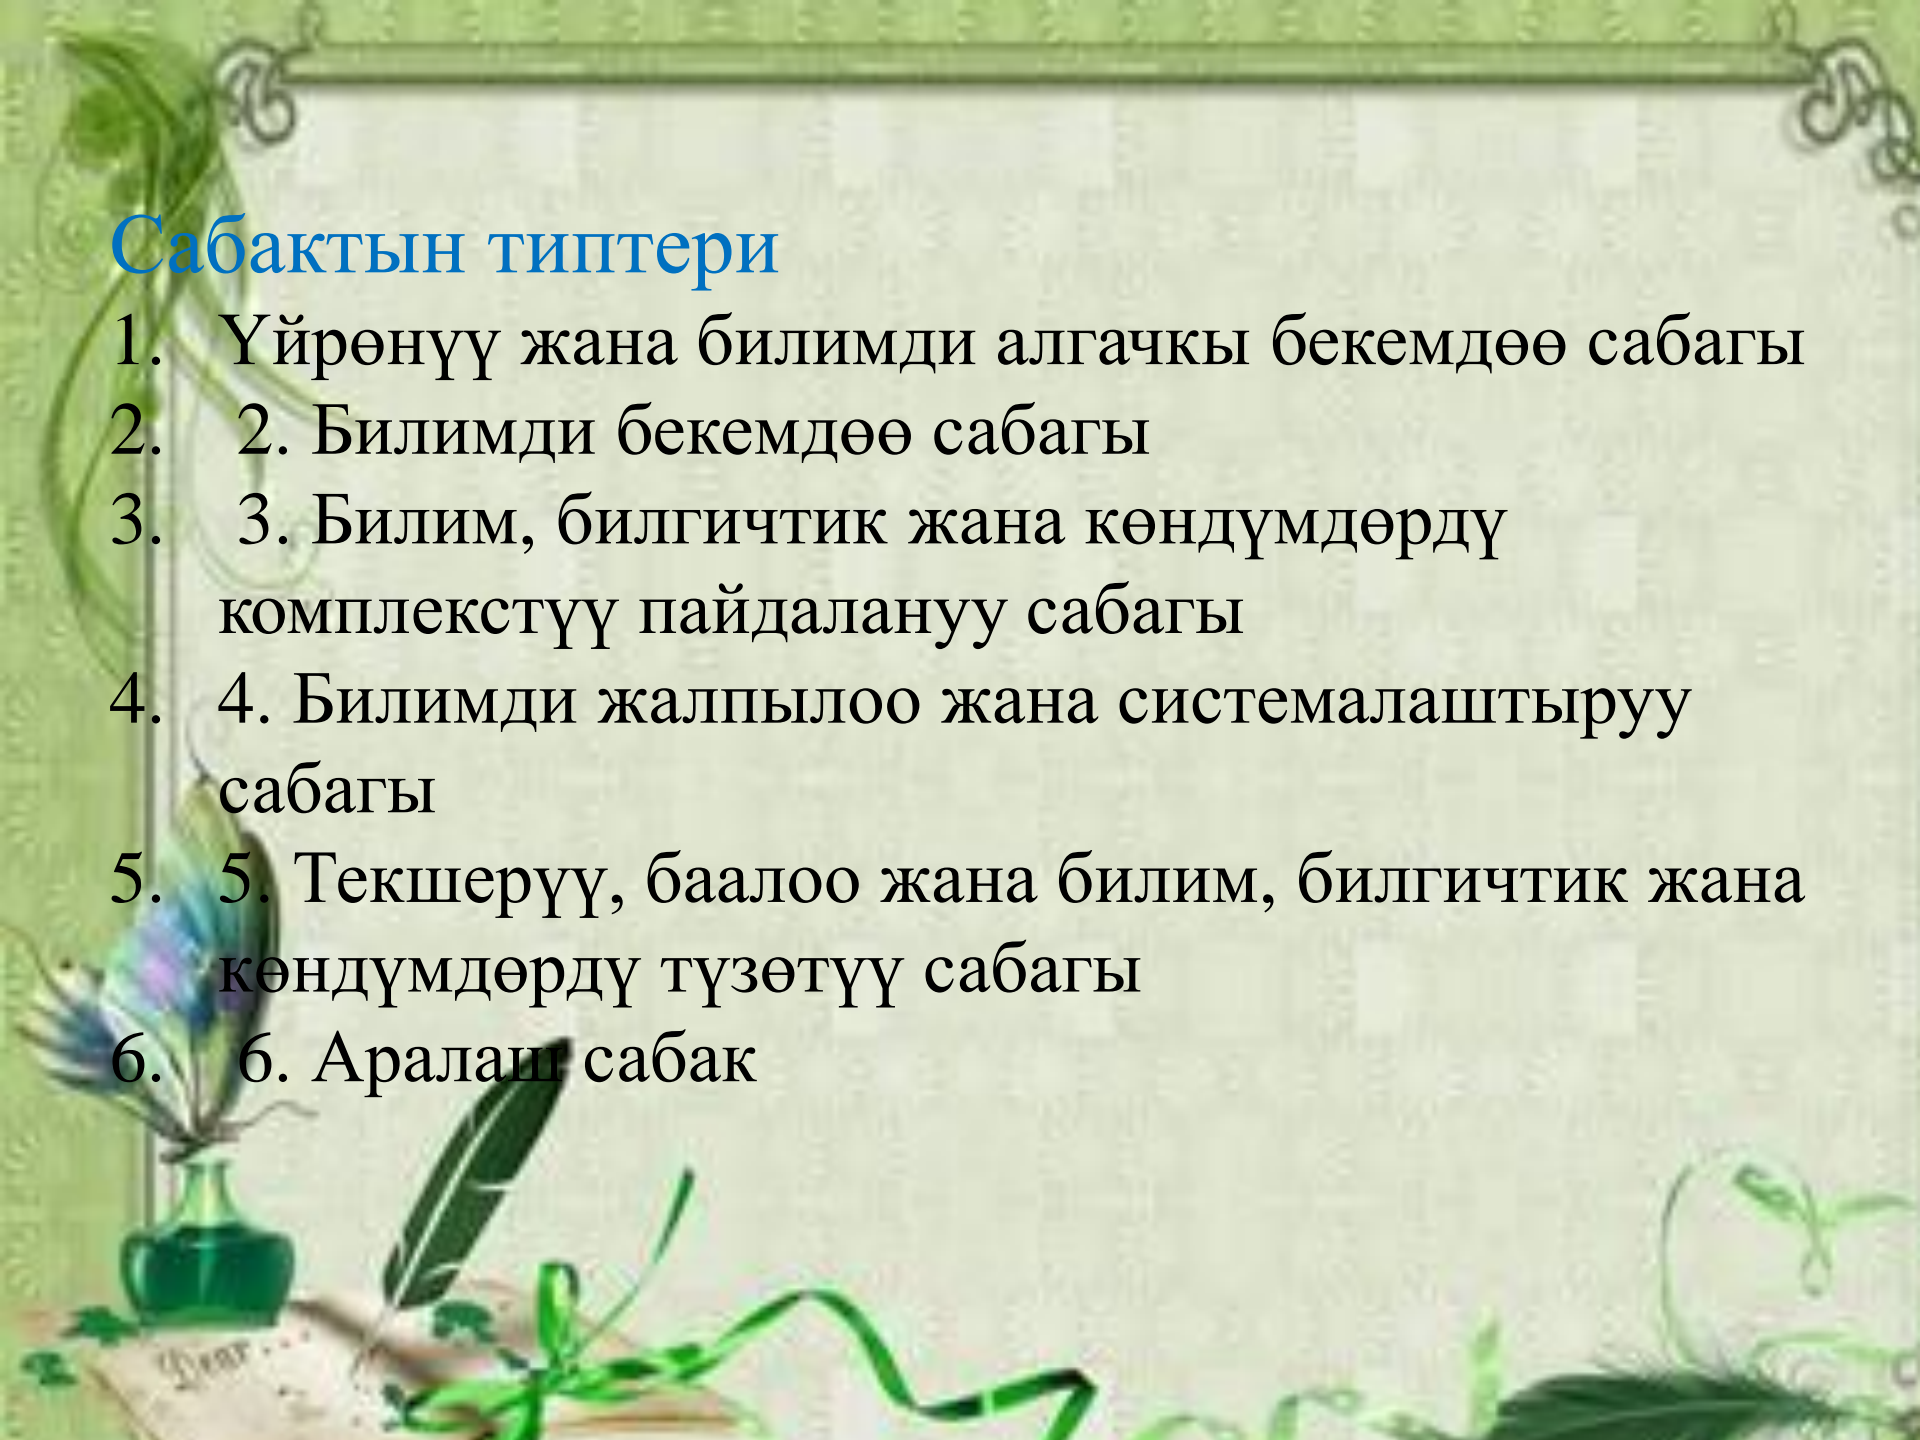 Сабактын типтери
1. Үйрөнүү жана билимди алгачкы бекемдөө сабагы
2. 2. Билимди бекемдөө сабагы
3. 3. Билим, билгичтик жана көндүмдөрдү
комплекстүү пайдалануу сабагы
4. 4. Билимди жалпылоо жана системалаштыруу
сабагы
5. 5. Текшерүү, баалоо жана билим, билгичтик жана
көндүмдөрдү түзөтүү сабагы
6. 6. Аралаш сабак